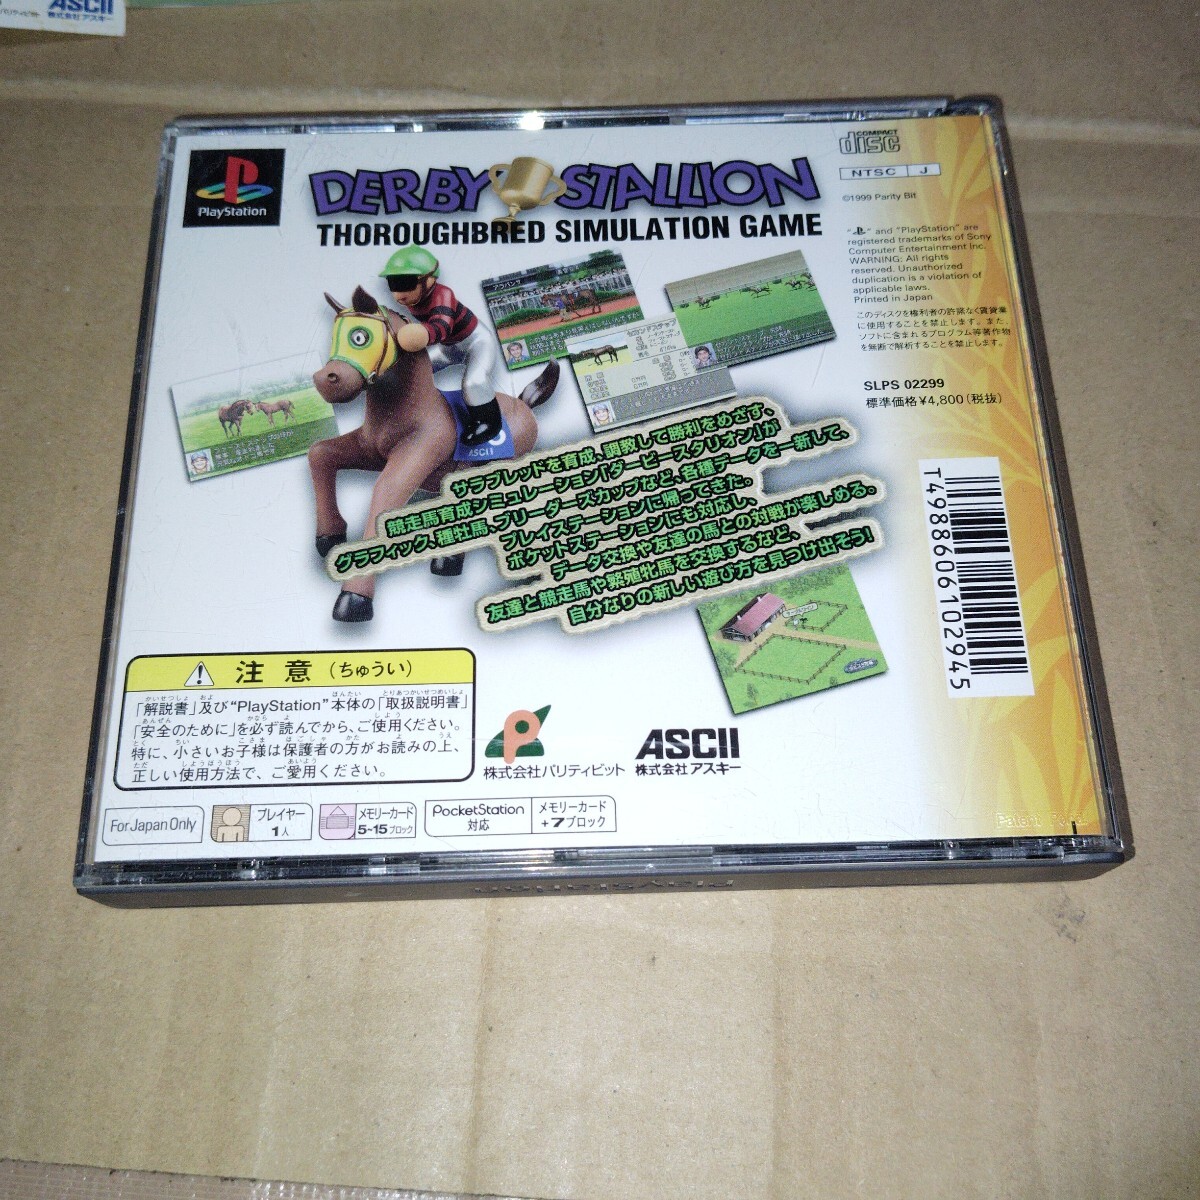 ASCII
株式会社アスキー
PlayStation
DERBY STALLION
THOROUGHBRED SIMULATION GAME
COMPACT
disc
NTSC J
©1999 Parity Bit
"PS" and "PlayStation" are
registered trademarks of Sony
Computer Entertainment Inc.
WARNING: All rights
reserved. Unauthorized
duplication is a violation of
applicable laws.
Printed in Japan
このディスクを権利者の許諾なく賃貸業
に使用することを禁止します。また、
ソフトに含まれるプログラム等著作物
を無断で解析すること等禁止します。
SLPS 02299
標準価格¥4,800(税抜)
T4988606102945
ASCII
サラブレッドを育成、調教して勝利をめざす、
競走馬育成シミュレーション「ダービースタリオン」が
グラフィック、種牡馬、ブリーダーズカップなど、各種データを一新して、
プレイステーションに帰ってきた。
ポケットステーションにも対応し、
データ交換や友達の馬との対戦が楽しめる。
友達と競走馬や繁殖牝馬を交換するなど、
自分なりの新しい遊び方を見つけ出そう!
注意(ちゅうい)
「解説書」及び"PlayStation"本体の「取扱説明書」
「安全のために」を必ず読んでから、ご使用ください。
特に、小さいお子様は保護者の方がお読みの上、
正しい使用方法で、ご愛用ください。
株式会社パリティビット
ASCII
株式会社アスキー
For Japan Only
プレイヤー
1人
メモリーカード
5~15ブロック
PocketStation
対応
メモリーカード
+7ブロック
PlayStation